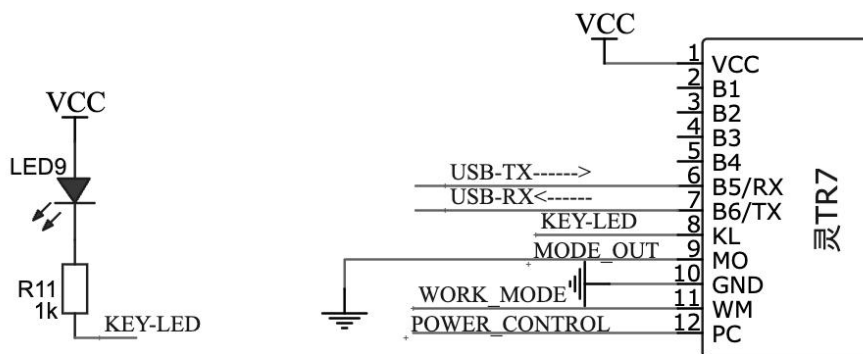 VCC
LED9
R11
1k
KEY-LED
VCC
1 VCC
2 B1
3 B2
4 B3
5 B4
USB-TX------> 6 B5/RX
USB-RX<------ 7 B6/TX
KEY-LED 8 KL
MODE_OUT 9 MO
10 GND
WORK_MODE 11 WM
POWER_CONTROL 12 PC
灵TR7